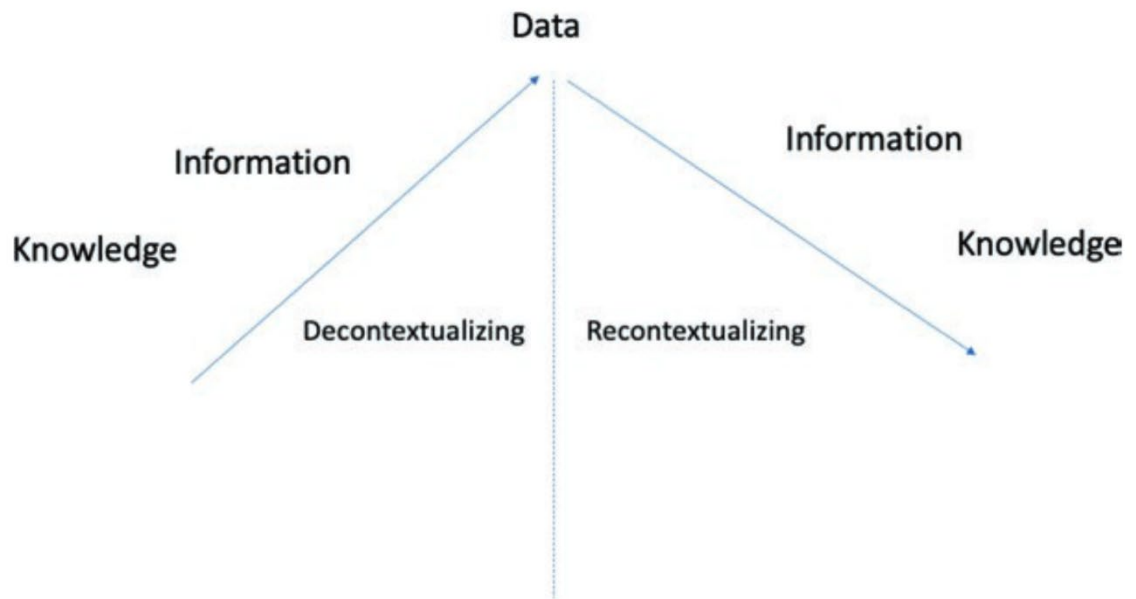 Data
Information
Information
Knowledge
Knowledge
Decontextualizing
Recontextualizing